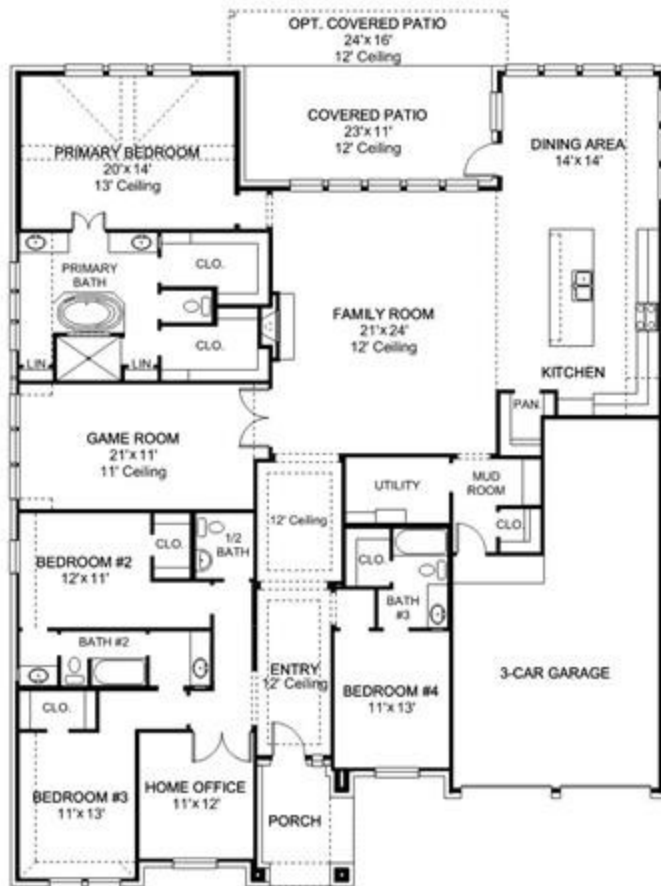 OPT. COVERED PATIO
24'x 16'
12' Ceiling
COVERED PATIO
23'x 11'
12' Ceiling
DINING AREA
14'x 14'
PRIMARY BEDROOM
20'x 14'
13' Ceiling
PRIMARY
BATH
CLO.
CLO.
LIN.
LIN.
FAMILY ROOM
21'x 24'
12' Ceiling
KITCHEN
PAN.
GAME ROOM
21'x 11'
11' Ceiling
UTILITY
MUD
ROOM
CLO.
12' Ceiling
1/2
BATH
CLO.
BEDROOM #2
12'x 11'
CLO.
BATH
#3
BATH #2
ENTRY
12' Ceiling
BEDROOM #4
11'x 13'
3-CAR GARAGE
CLO.
BEDROOM #3
11'x 13'
HOME OFFICE
11'x 12'
PORCH